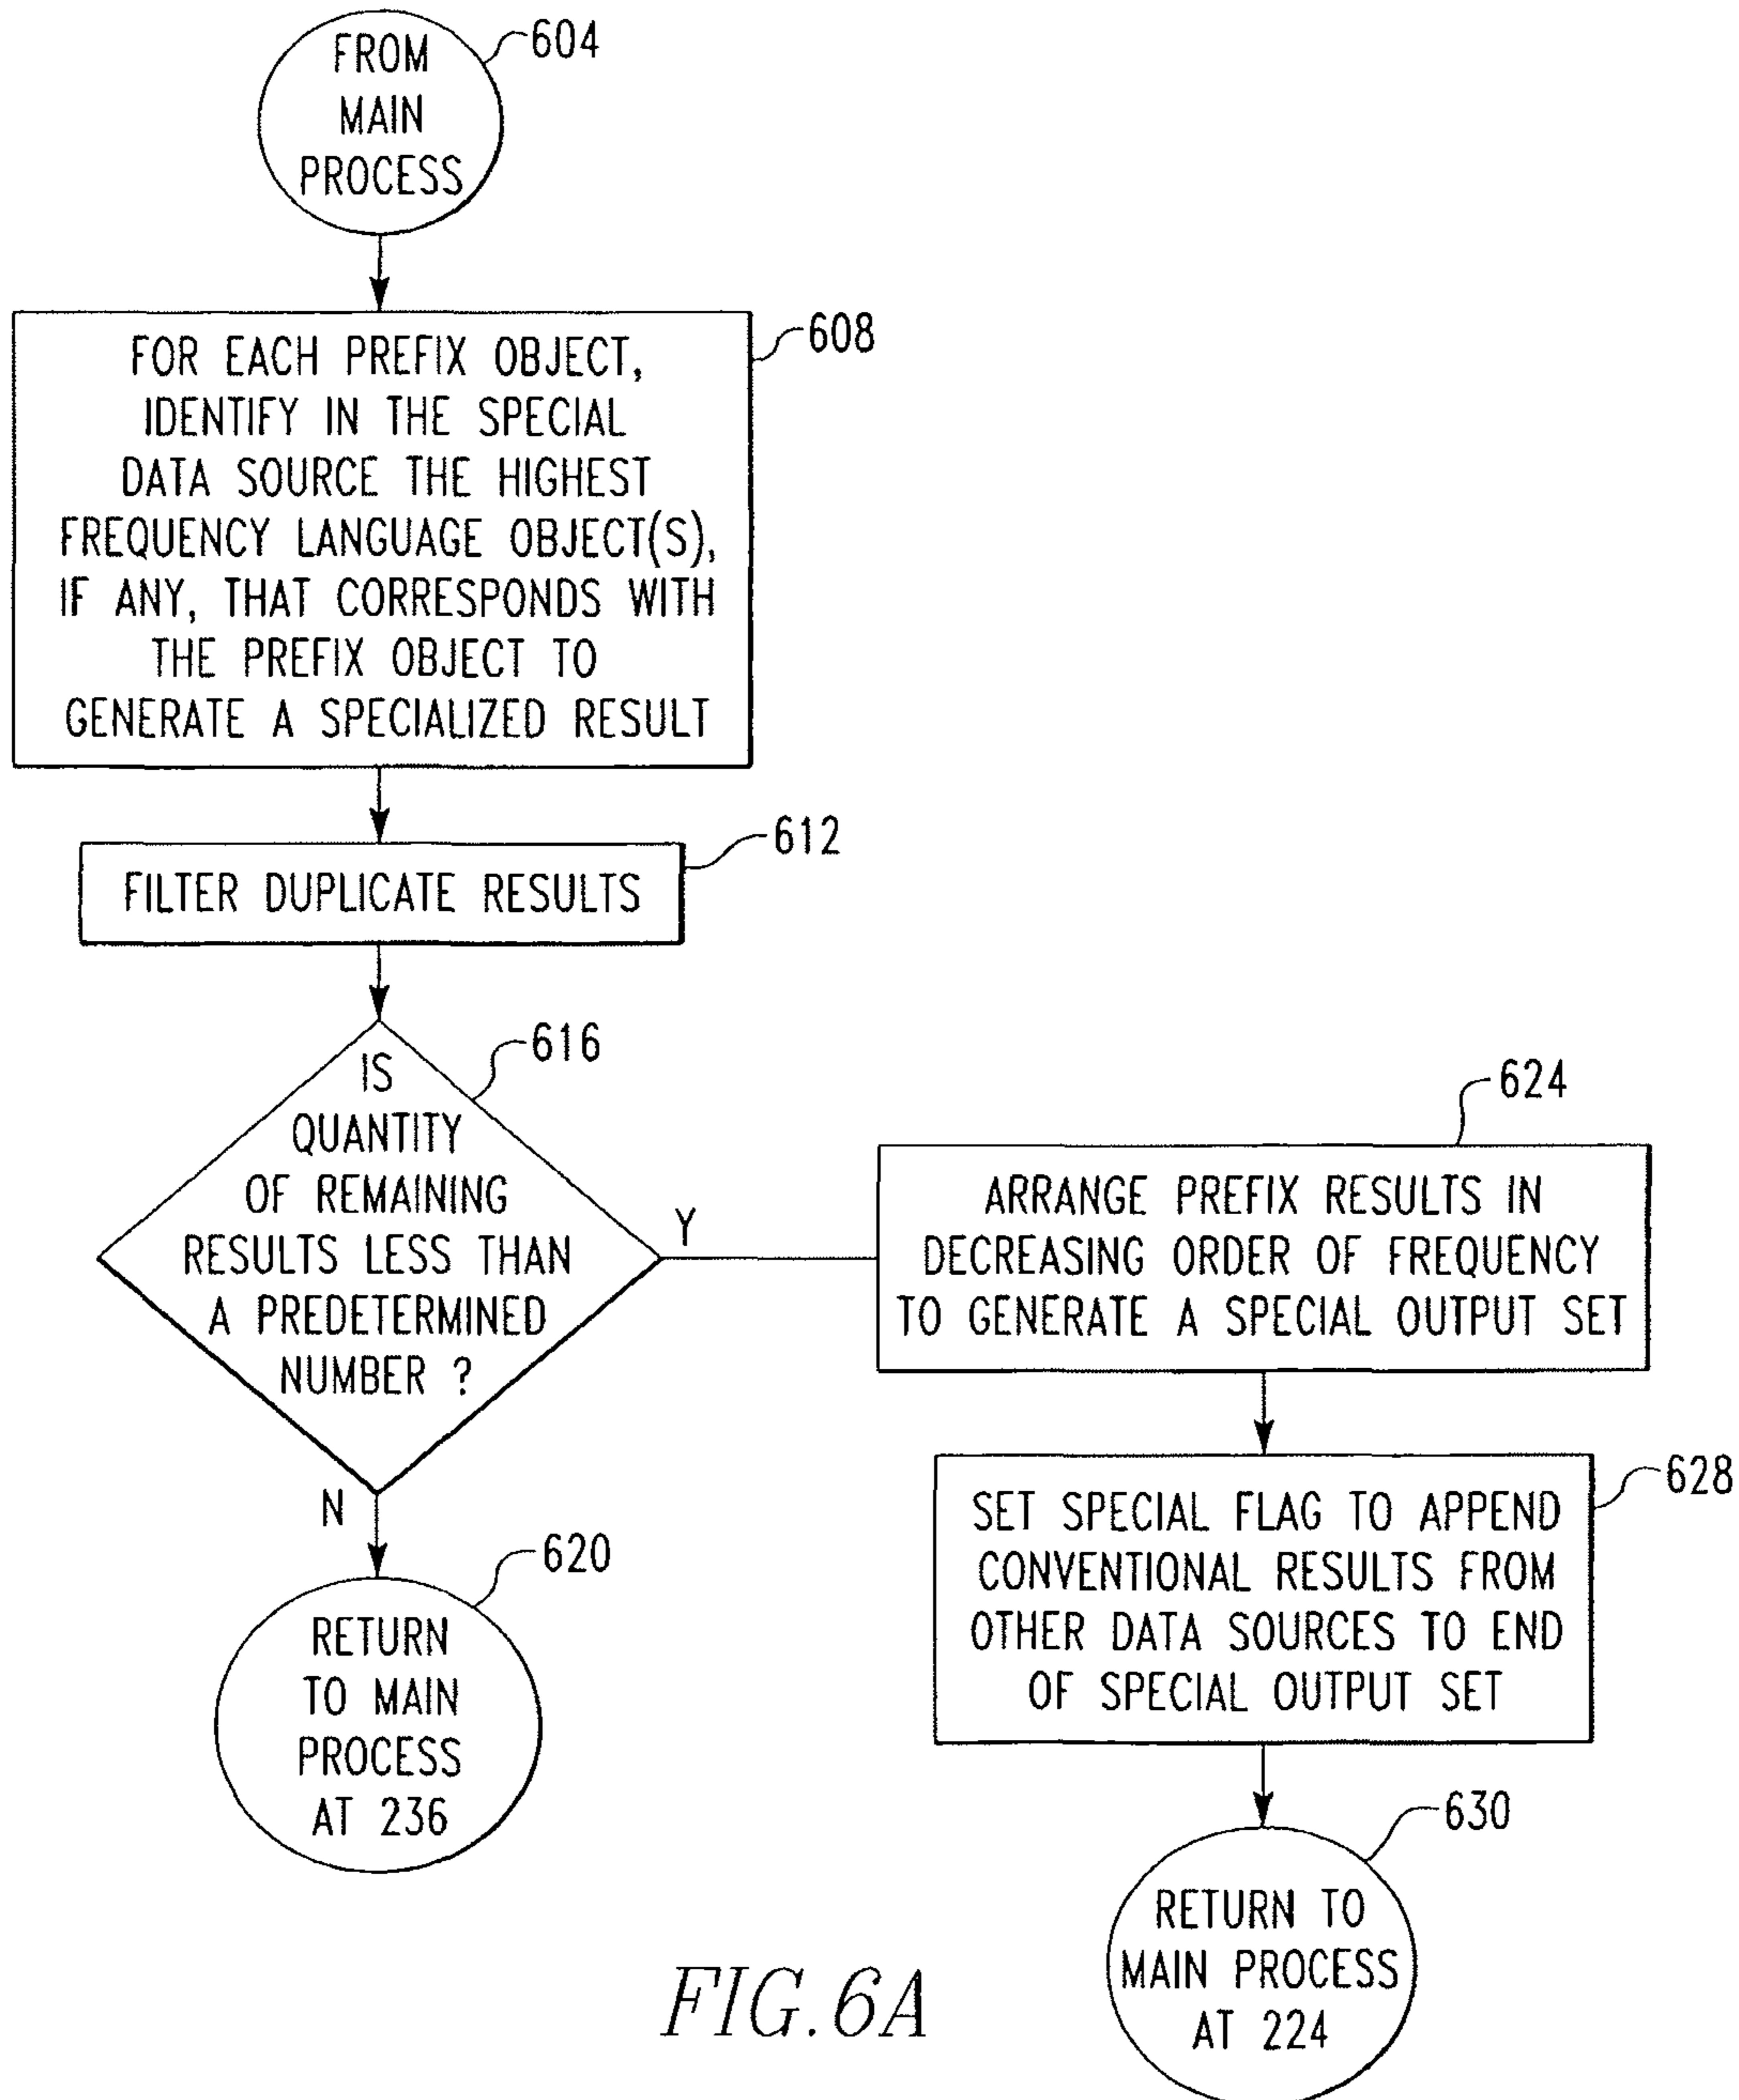 FROM
MAIN
PROCESS
604
FOR EACH PREFIX OBJECT,
IDENTIFY IN THE SPECIAL
DATA SOURCE THE HIGHEST
FREQUENCY LANGUAGE OBJECT(S),
IF ANY, THAT CORRESPONDS WITH
THE PREFIX OBJECT TO
GENERATE A SPECIALIZED RESULT
608
FILTER DUPLICATE RESULTS
612
IS
QUANTITY
OF REMAINING
RESULTS LESS THAN
A PREDETERMINED
NUMBER ?
616
Y
N
RETURN
TO MAIN
PROCESS
AT 236
620
ARRANGE PREFIX RESULTS IN
DECREASING ORDER OF FREQUENCY
TO GENERATE A SPECIAL OUTPUT SET
624
SET SPECIAL FLAG TO APPEND
CONVENTIONAL RESULTS FROM
OTHER DATA SOURCES TO END
OF SPECIAL OUTPUT SET
628
RETURN TO
MAIN PROCESS
AT 224
630
FIG.6A